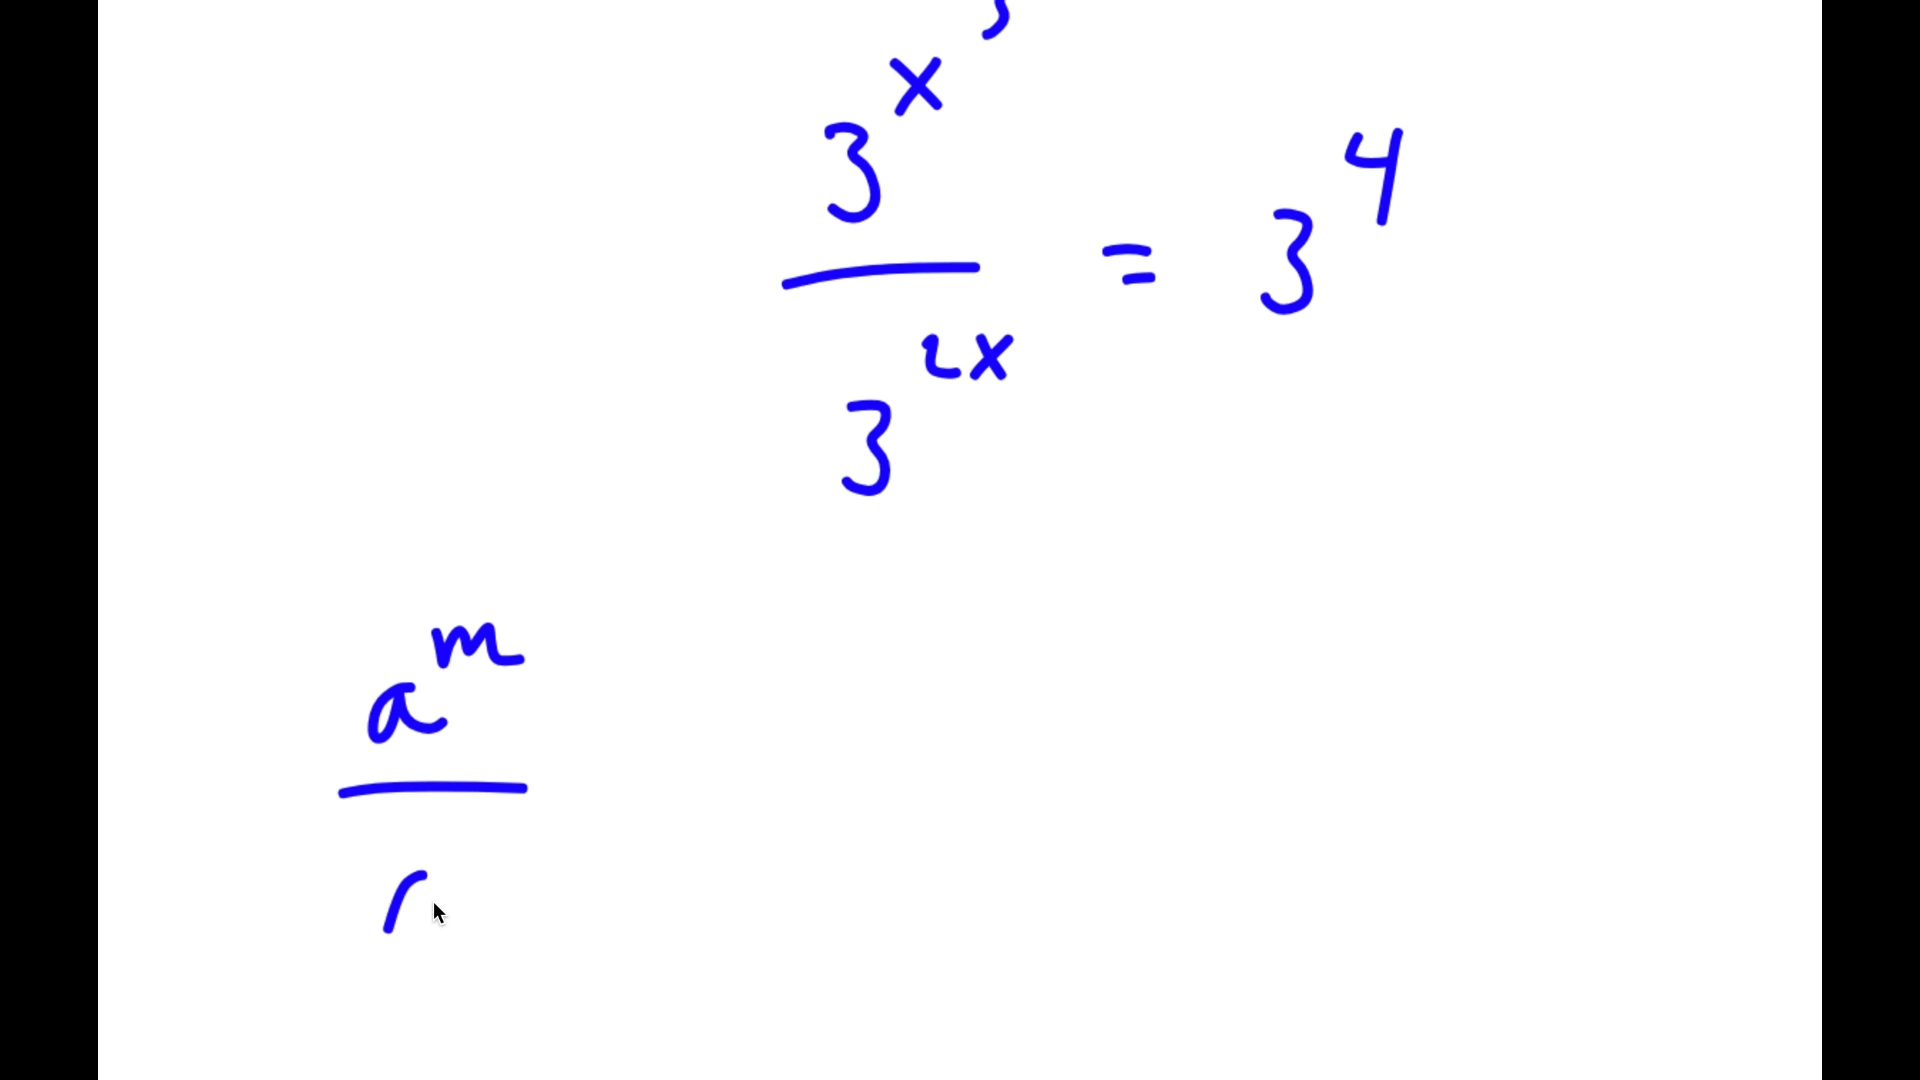 3^x
—
3^2x
= 3^4
a^m
—